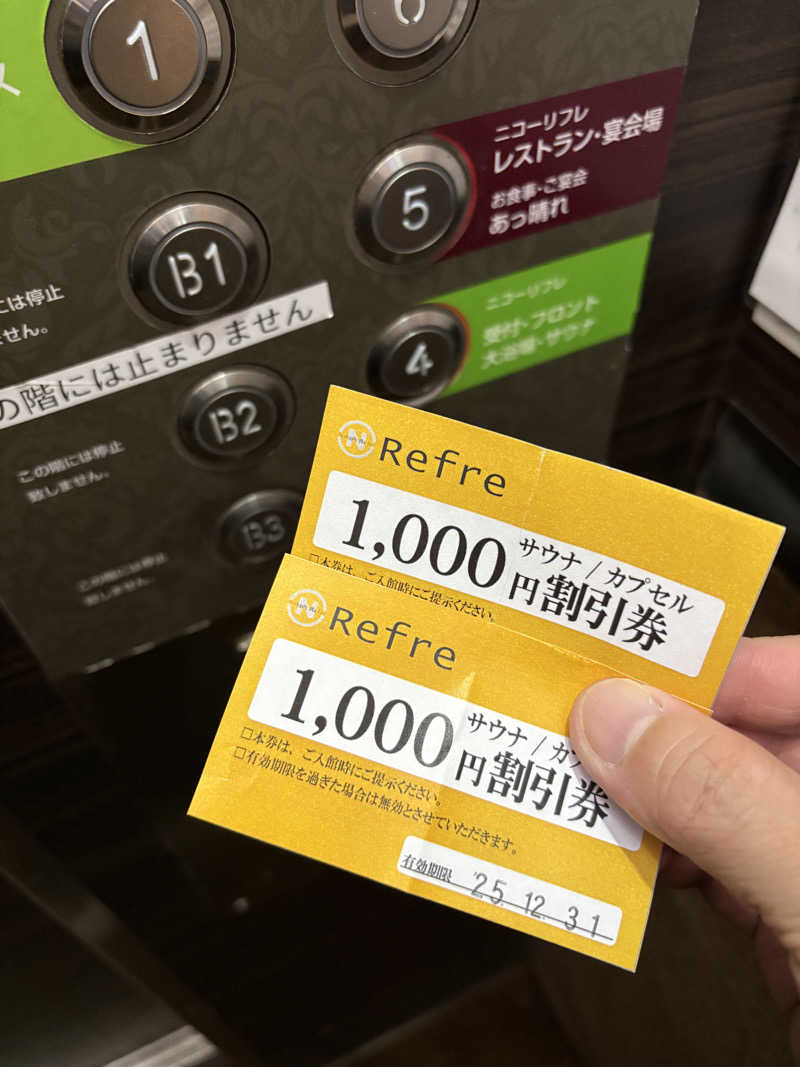 ス
1
6
ニコーリフレ
レストラン・宴会場
お食事・ご宴会
あっ晴れ
5
B1
には停止
せん。
の階には止まりません
ニコーリフレ
受付・フロント
大浴場・サウナ
4
B2
この階には停止
致しません。
B3
この階には停止
致しません。
Refre
1,000円割引券
サウナ / カプセル
□本券は、ご入館時にご提示ください。
Refre
1,000円割引券
サウナ / カプ
□本券は、ご入館時にご提示ください。
□有効期限を過ぎた場合は無効とさせていただきます。
有効期限 '25.12.31